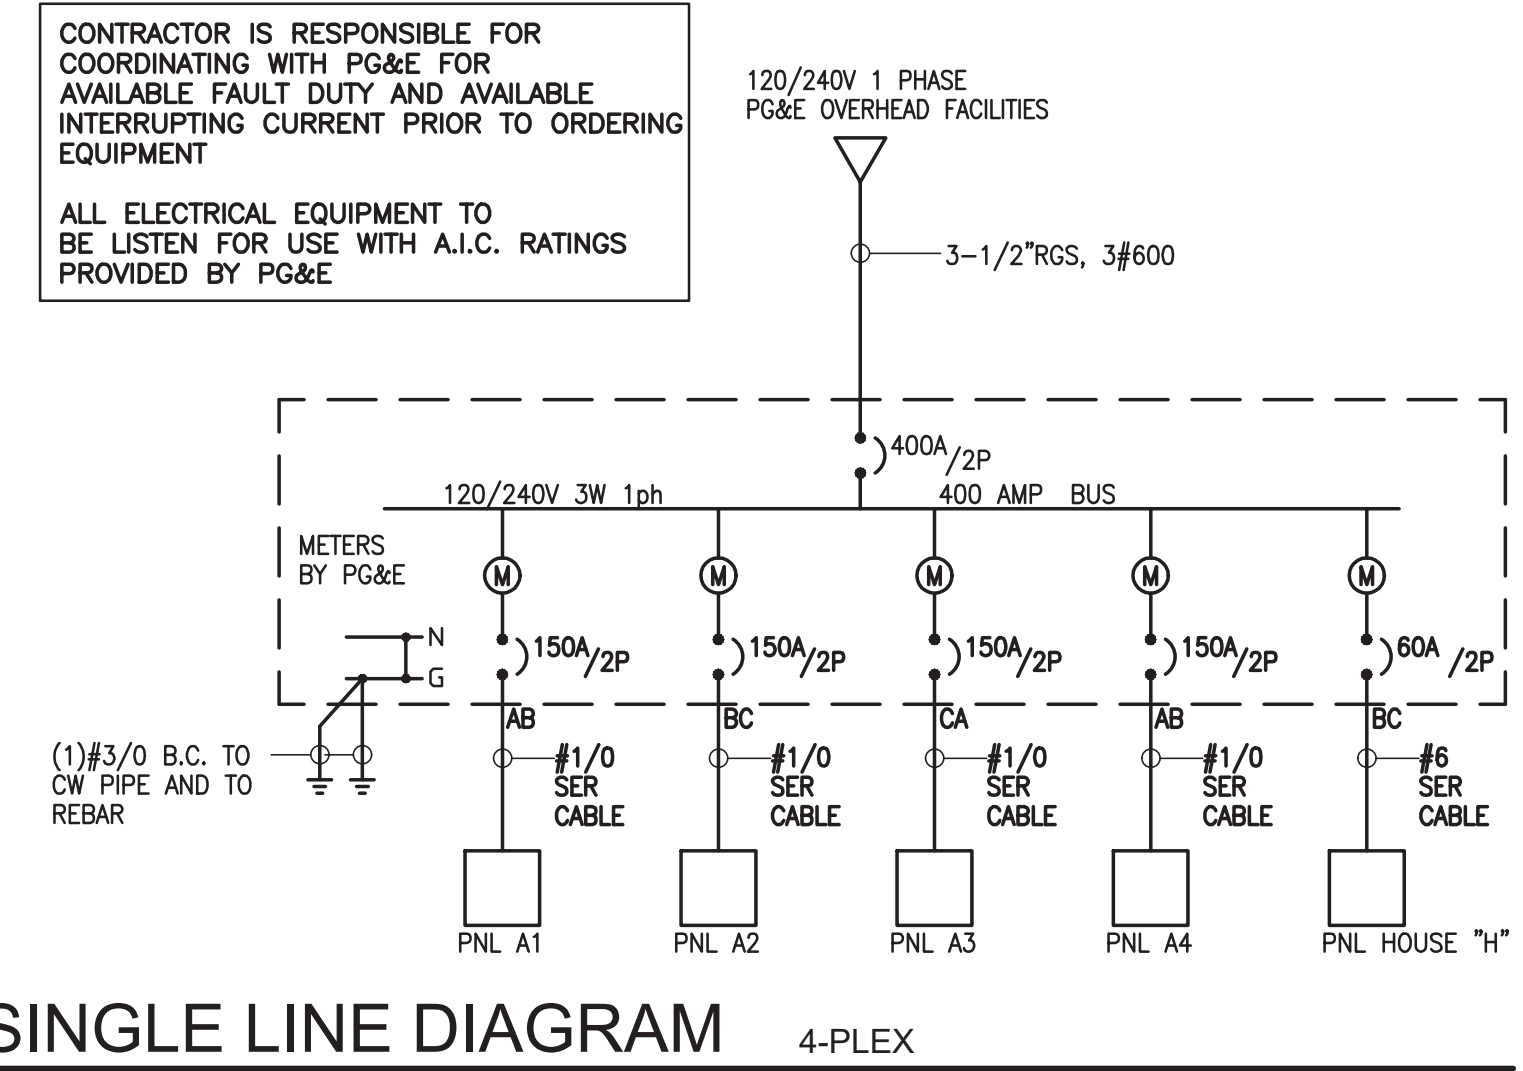 CONTRACTOR IS RESPONSIBLE FOR
COORDINATING WITH PG&E FOR
AVAILABLE FAULT DUTY AND AVAILABLE
INTERRUPTING CURRENT PRIOR TO ORDERING
EQUIPMENT
ALL ELECTRICAL EQUIPMENT TO
BE LISTEN FOR USE WITH A.I.C. RATINGS
PROVIDED BY PG&E
120/240V 1 PHASE
PG&E OVERHEAD FACILITIES
3-1/2"RGS, 3#600
400A/2P
120/240V 3W 1ph
400 AMP BUS
METERS
BY PG&E
M
M
M
M
M
N
G
150A/2P
150A/2P
150A/2P
150A/2P
60A /2P
AB
BC
CA
AB
BC
(1)#3/0 B.C. TO
CW PIPE AND TO
REBAR
#1/0
SER
CABLE
#1/0
SER
CABLE
#1/0
SER
CABLE
#1/0
SER
CABLE
#6
SER
CABLE
PNL A1
PNL A2
PNL A3
PNL A4
PNL HOUSE "H"
SINGLE LINE DIAGRAM
4-PLEX